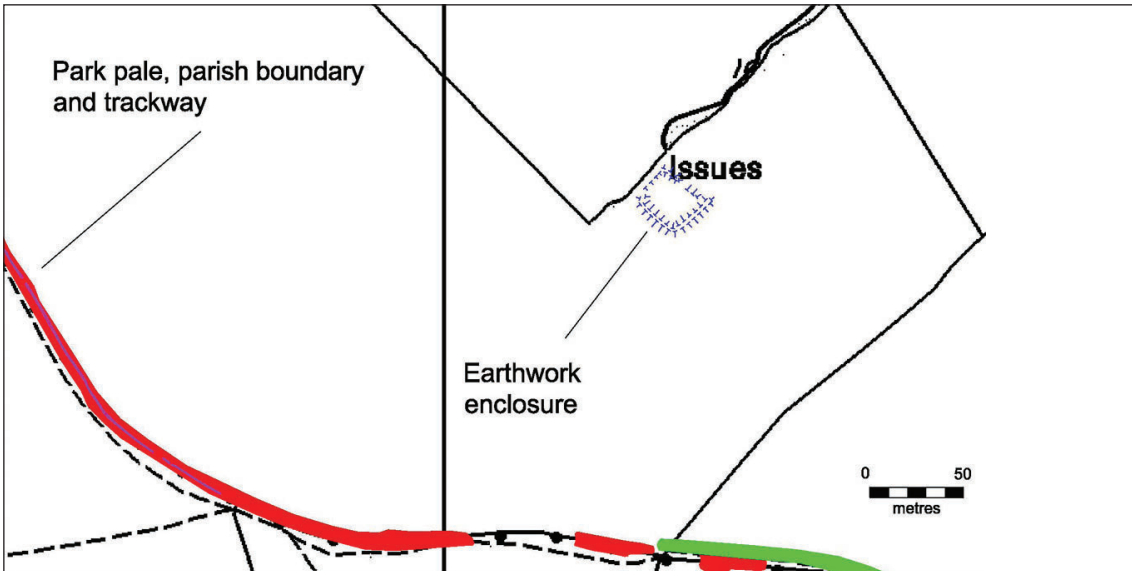 Park pale, parish boundary
and trackway
Issues
Earthwork
enclosure
0 50
metres